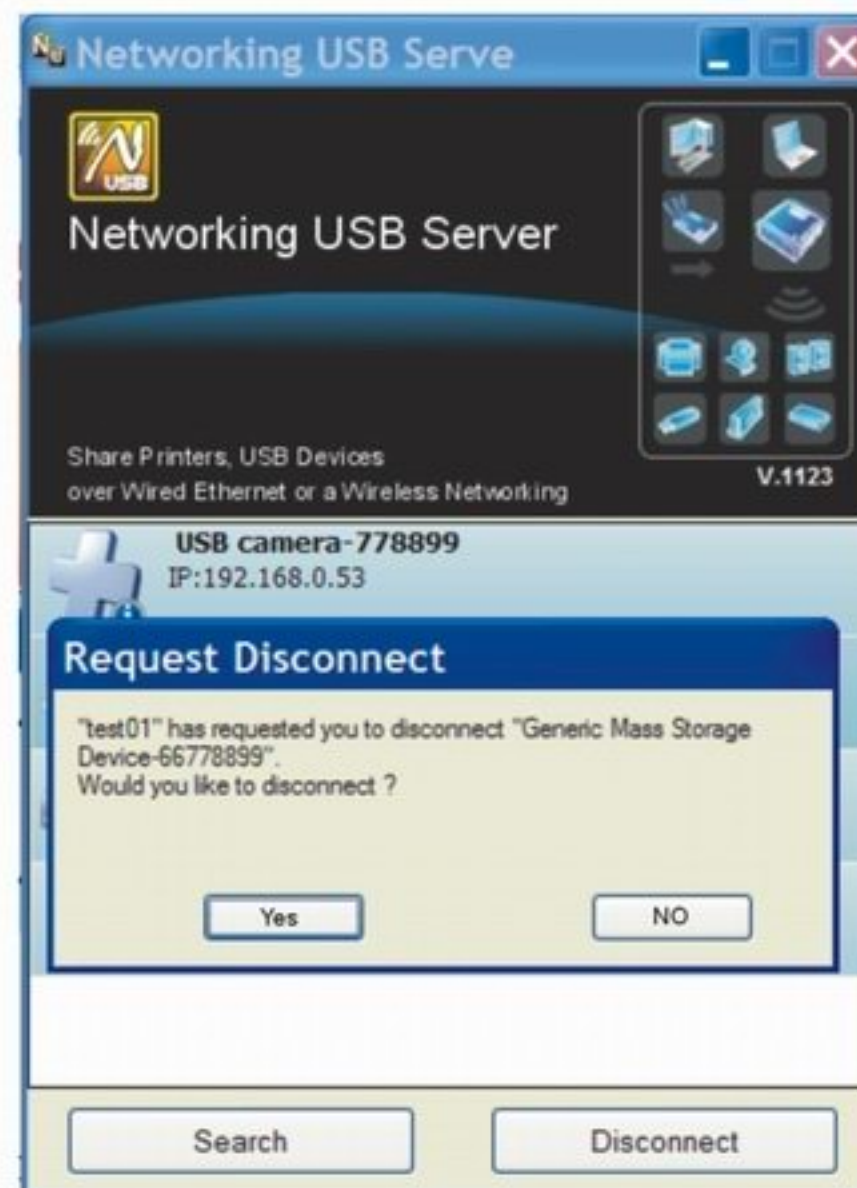 Networking USB Serve
USB
Networking USB Server
Share Printers, USB Devices
over Wired Ethernet or a Wireless Networking
V.1123
USB camera-778899
IP:192.168.0.53
Request Disconnect
"test01" has requested you to disconnect "Generic Mass Storage
Device-66778899".
Would you like to disconnect ?
Yes
NO
Search
Disconnect